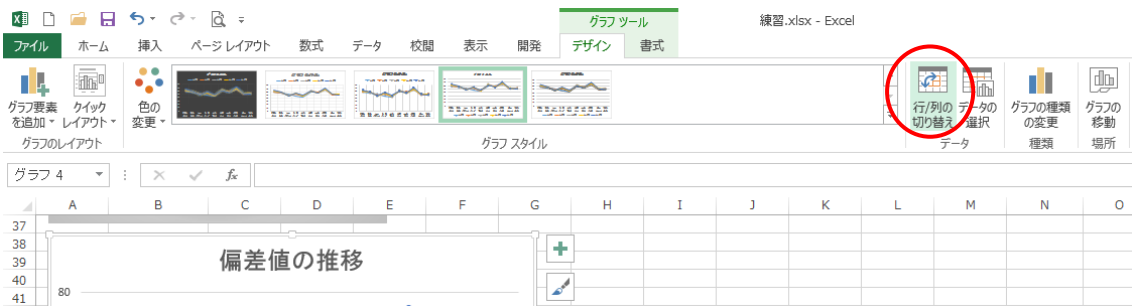 グラフ ツール
練習.xlsx - Excel
ファイル ホーム 挿入 ページ レイアウト 数式 データ 校閲 表示 開発 デザイン 書式
グラフ要素
を追加
クイック
レイアウト
色の
変更
行/列の
切り替え
データの
選択
グラフの種類
の変更
グラフの
移動
グラフのレイアウト
グラフ スタイル
データ
種類
場所
グラフ 4
fx
A B C D E F G H I J K L M N O
37
38
39
40
41
偏差値の推移
80